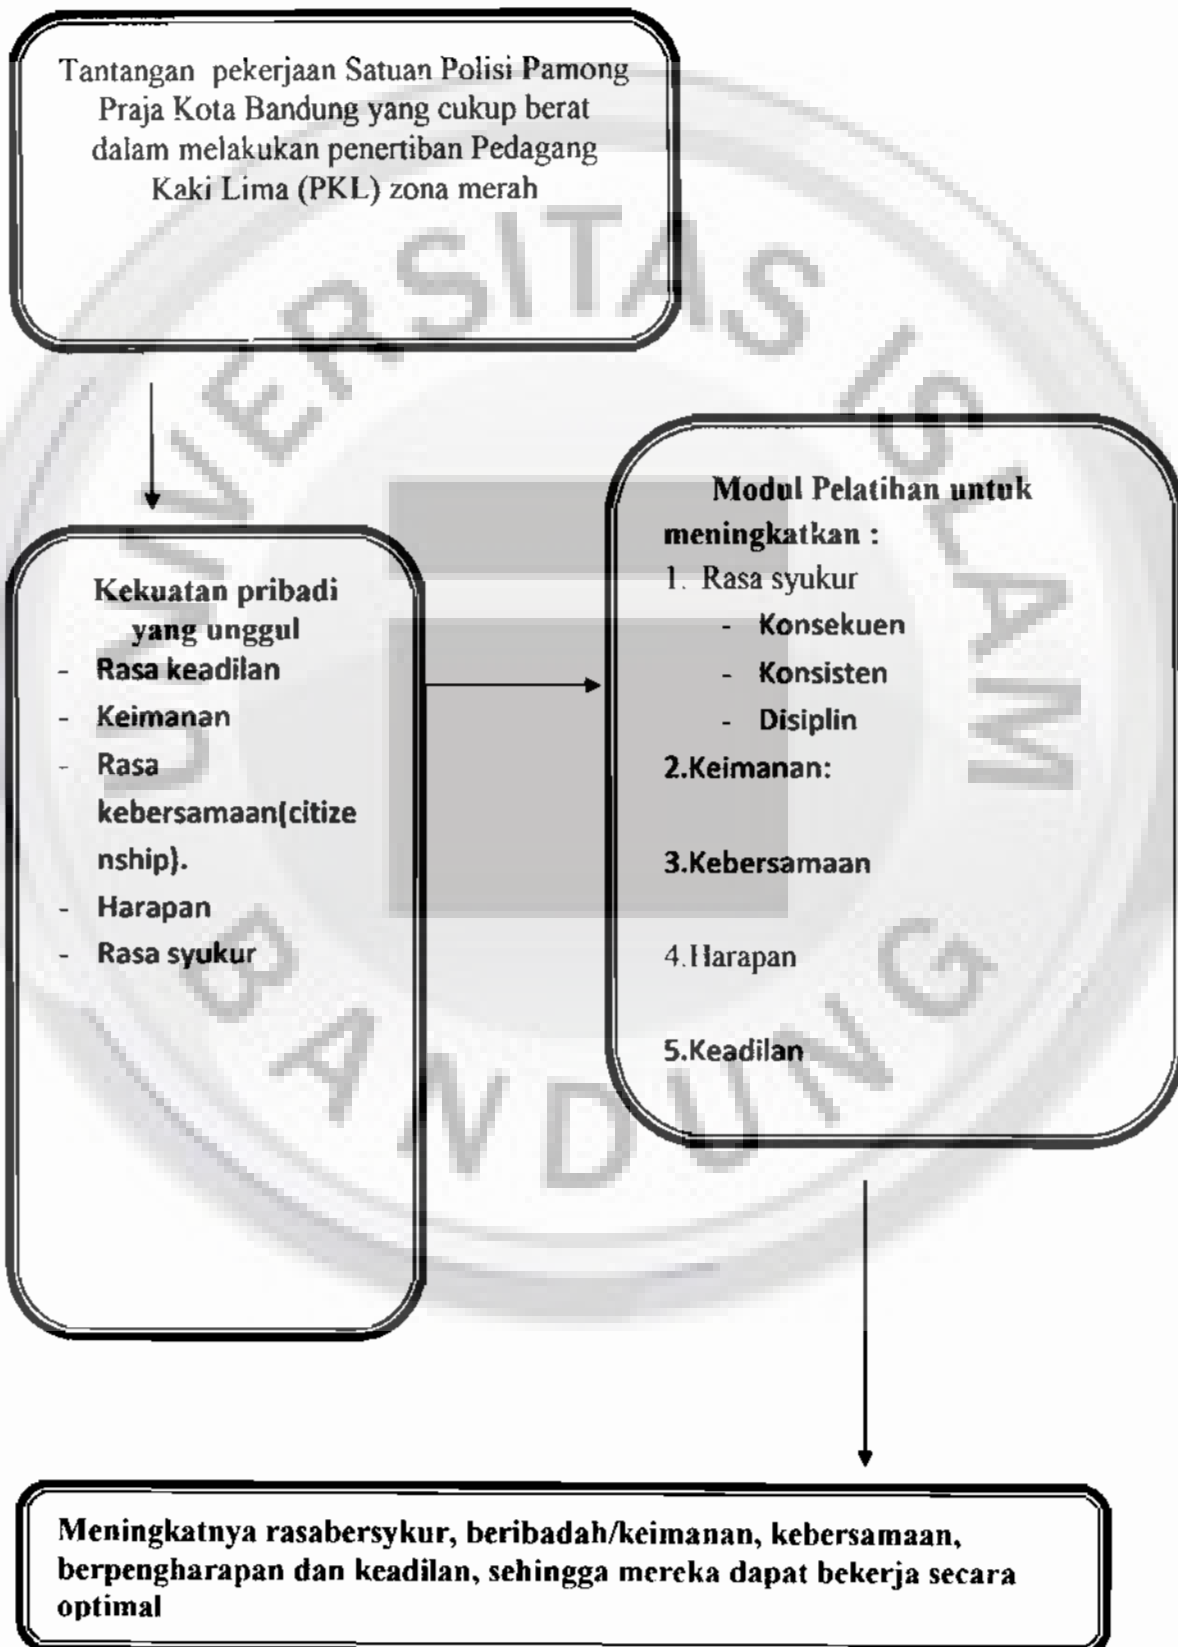 Tantangan pekerjaan Satuan Polisi Pamong
Praja Kota Bandung yang cukup berat
dalam melakukan penertiban Pedagang
Kaki Lima (PKL) zona merah
Kekuatan pribadi
yang unggul
- Rasa keadilan
- Keimanan
- Rasa
kebersamaan(citize
nship).
- Harapan
- Rasa syukur
Modul Pelatihan untuk
meningkatkan :
1. Rasa syukur
- Konsekuen
- Konsisten
- Disiplin
2.Keimanan:
3.Kebersamaan
4.Harapan
5.Keadilan
Meningkatnya rasabersykur, beribadah/keimanan, kebersamaan,
berpengharapan dan keadilan, sehingga mereka dapat bekerja secara
optimal
UNIVERSITAS ISLAM
BANDUNG